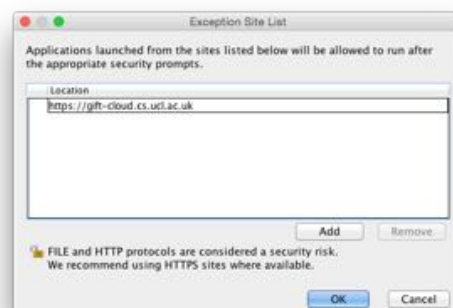 Exception Site List
Applications launched from the sites listed below will be allowed to run after
the appropriate security prompts.
Location
https://gift-cloud.cs.ucl.ac.uk
Add
Remove
FILE and HTTP protocols are considered a security risk.
We recommend using HTTPS sites where available.
OK
Cancel